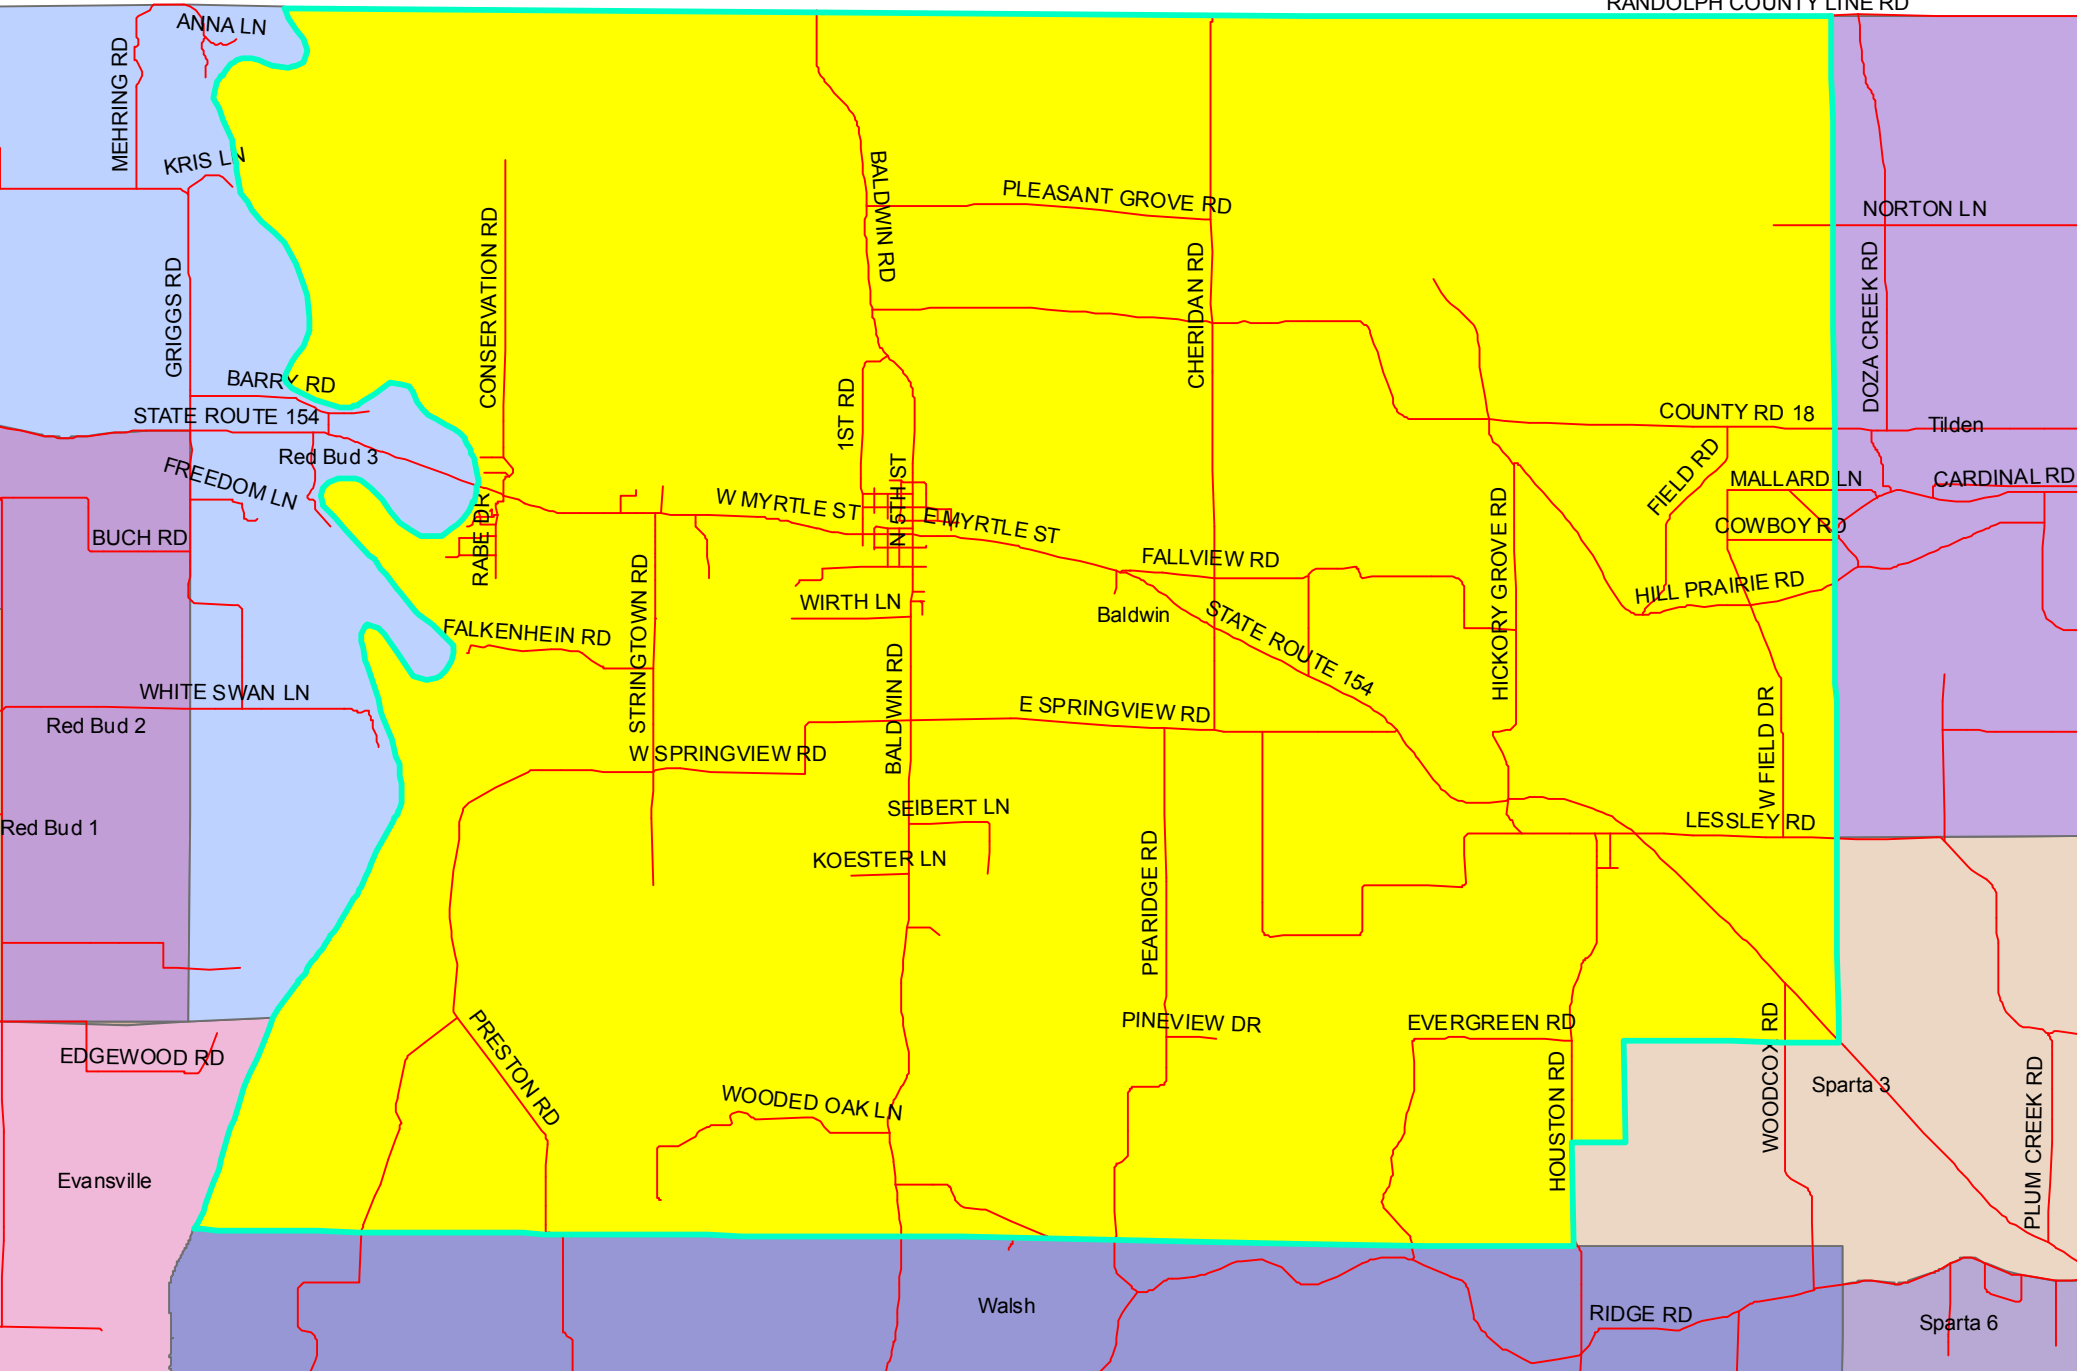 RANDOLPH COUNTY LINE RD
ANNA LN
MEHRING RD
KRIS LN
BALDWIN RD
PLEASANT GROVE RD
NORTON LN
CONSERVATION RD
GRIGGS RD
CHERIDAN RD
DOZA CREEK RD
BARRY RD
STATE ROUTE 154
1ST RD
COUNTY RD 18
Tilden
Red Bud 3
FREEDOM LN
FIELD RD
MALLARD LN
CARDINAL RD
W MYRTLE ST
N 5TH ST
E MYRTLE ST
COWBOY RD
BUCH RD
RABE DR
FALLVIEW RD
HICKORY GROVE RD
HILL PRAIRIE RD
WIRTH LN
Baldwin
STATE ROUTE 154
FALKENHEIN RD
STRINGTOWN RD
WHITE SWAN LN
Red Bud 2
BALDWIN RD
E SPRINGVIEW RD
W SPRINGVIEW RD
W FIELD DR
SEIBERT LN
LESSLEY RD
Red Bud 1
KOESTER LN
PEARIDGE RD
PINEVIEW DR
EVERGREEN RD
WOODCOX RD
EDGEWOOD RD
PRESTON RD
WOODED OAK LN
HOUSTON RD
Sparta 3
PLUM CREEK RD
Evansville
Walsh
RIDGE RD
Sparta 6